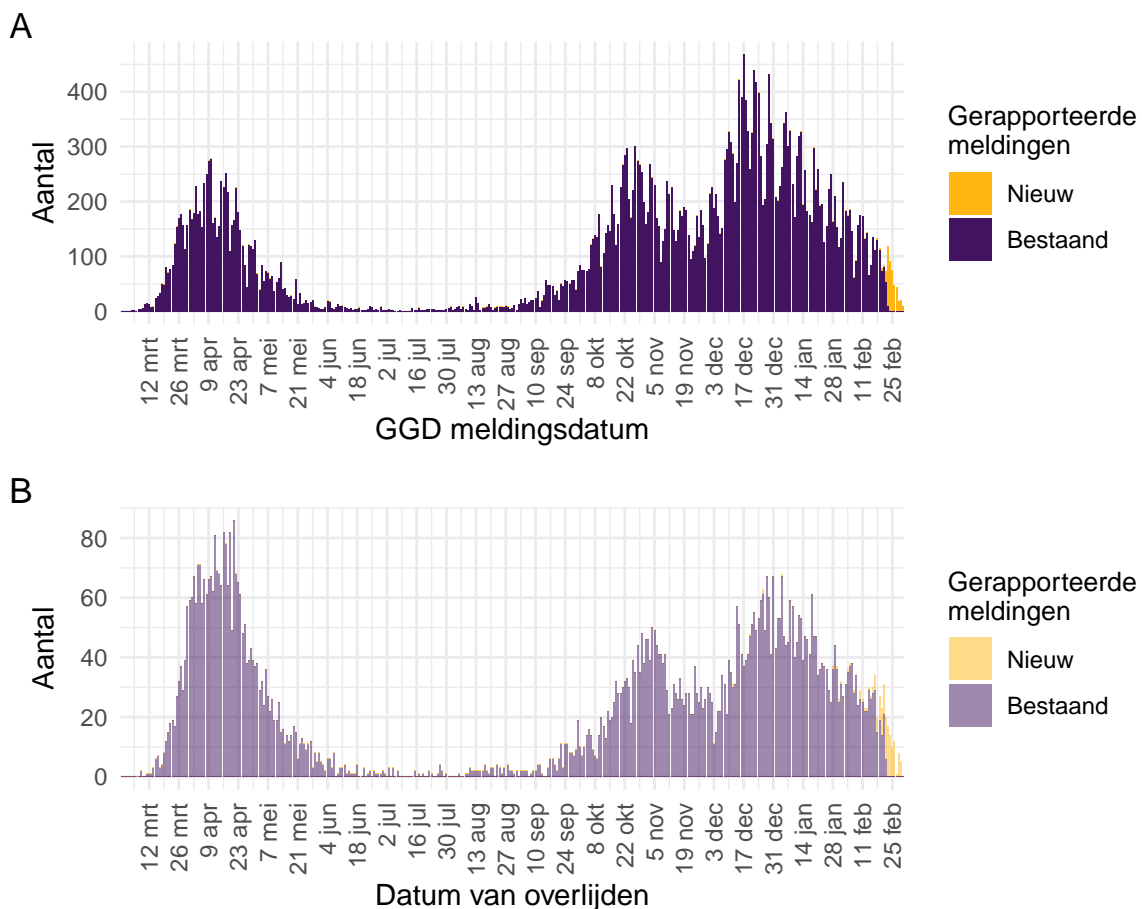 A
Aantal
400
300
200
100
0
12 mrt
26 mrt
9 apr
23 apr
7 mei
21 mei
4 jun
18 jun
2 jul
16 jul
30 jul
13 aug
27 aug
10 sep
24 sep
8 okt
22 okt
5 nov
19 nov
3 dec
17 dec
31 dec
14 jan
28 jan
11 feb
25 feb
GGD meldingsdatum
Gerapporteerde
meldingen
Nieuw
Bestaand
B
Aantal
80
60
40
20
0
12 mrt
26 mrt
9 apr
23 apr
7 mei
21 mei
4 jun
18 jun
2 jul
16 jul
30 jul
13 aug
27 aug
10 sep
24 sep
8 okt
22 okt
5 nov
19 nov
3 dec
17 dec
31 dec
14 jan
28 jan
11 feb
25 feb
Datum van overlijden
Gerapporteerde
meldingen
Nieuw
Bestaand